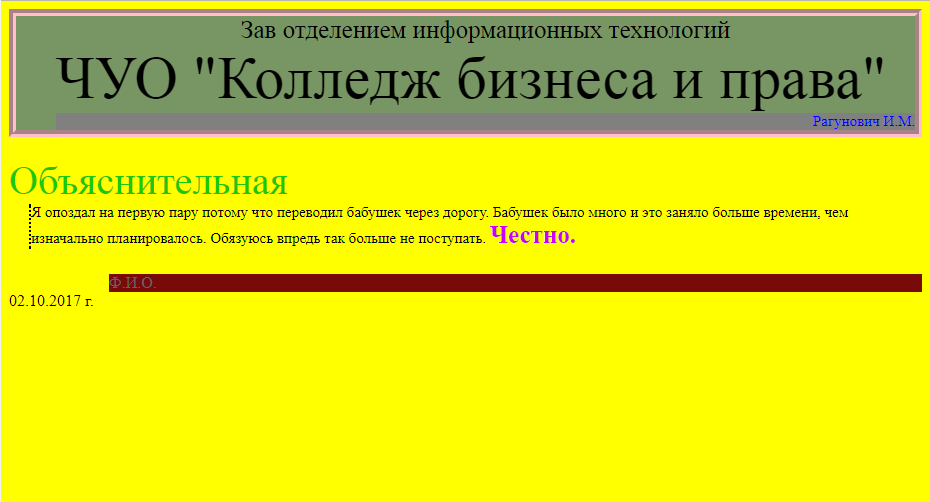 Зав отделением информационных технологий
ЧУО "Колледж бизнеса и права"
Рагунович И.М.
Объяснительная
Я опоздал на первую пару потому что переводил бабушек через дорогу. Бабушек было много и это заняло больше времени, чем
изначально планировалось. Обязуюсь впредь так больше не поступать. Честно.
Ф.И.О.
02.10.2017 г.